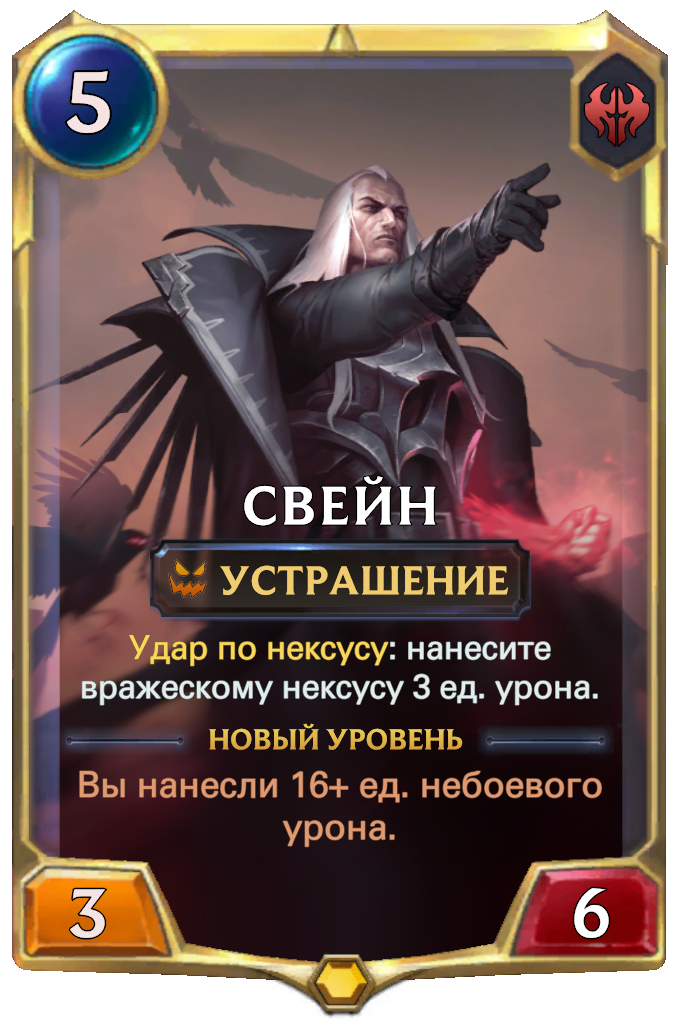 5
СВЕЙН
УСТРАШЕНИЕ
Удар по нексусу: нанесите
вражескому нексусу 3 ед. урона.
НОВЫЙ УРОВЕНЬ
Вы нанесли 16+ ед. небоевого
урона.
3
6